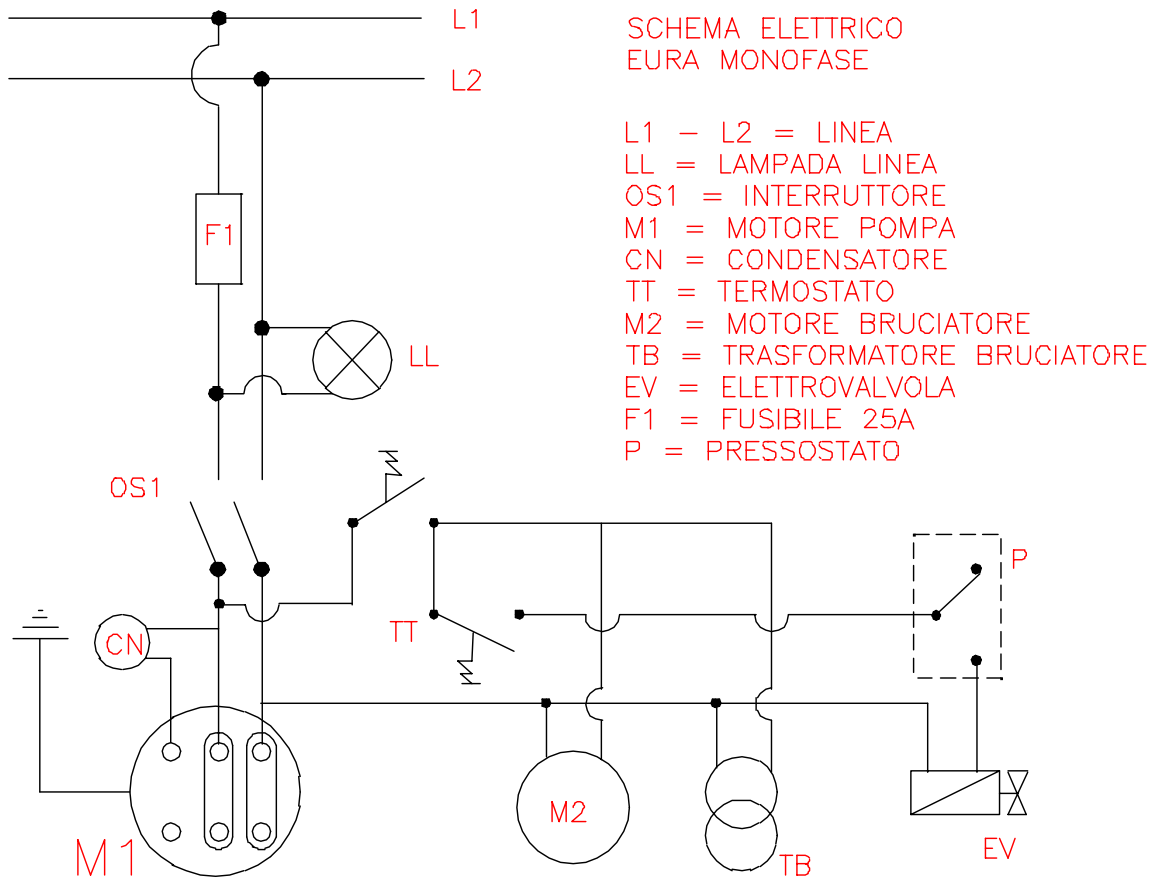 L1
L2
SCHEMA ELETTRICO
EURA MONOFASE
L1 - L2 = LINEA
LL = LAMPADA LINEA
OS1 = INTERRUTTORE
M1 = MOTORE POMPA
CN = CONDENSATORE
TT = TERMOSTATO
M2 = MOTORE BRUCIATORE
TB = TRASFORMATORE BRUCIATORE
EV = ELETTROVALVOLA
F1 = FUSIBILE 25A
P = PRESSOSTATO
F1
LL
OS1
P
TT
CN
M2
M1
TB
EV